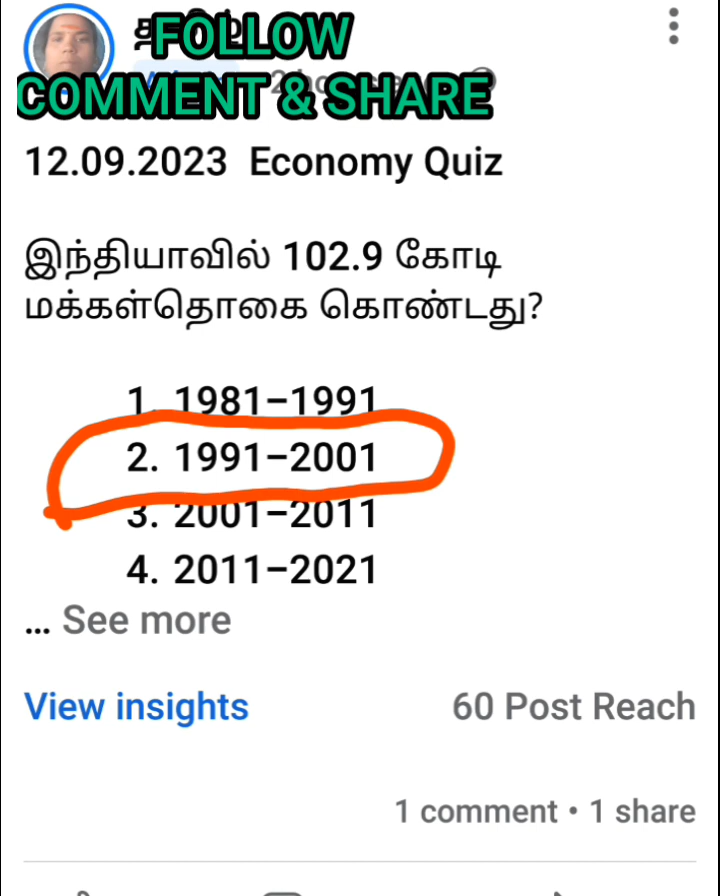 FOLLOW
COMMENT & SHARE
12.09.2023 Economy Quiz
இந்தியாவில் 102.9 கோடி
மக்கள்தொகை கொண்டது?
1. 1981–1991
2. 1991–2001
3. 2001–2011
4. 2011–2021
... See more
View insights
60 Post Reach
1 comment • 1 share